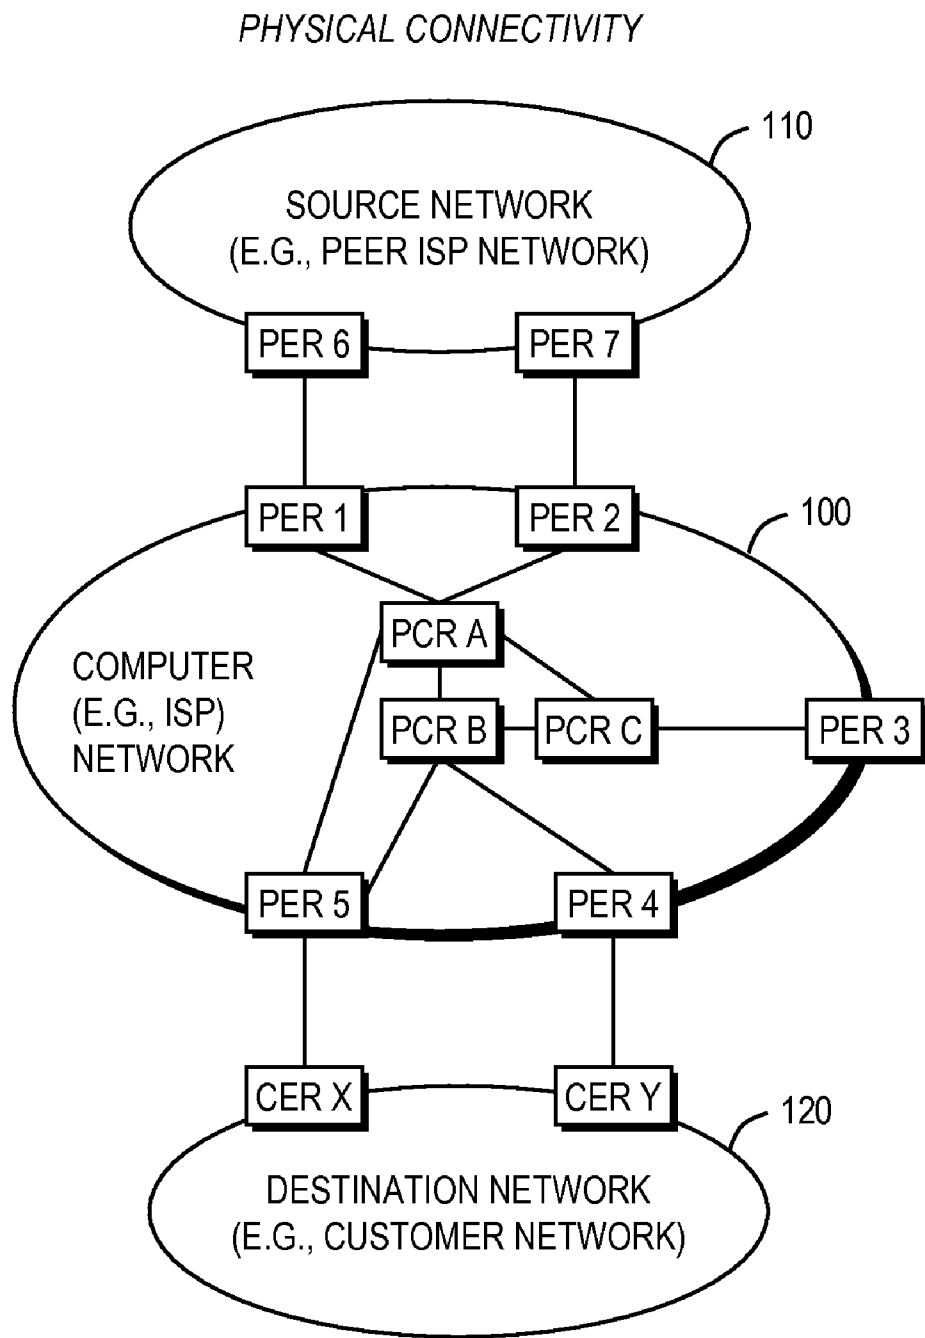 PHYSICAL CONNECTIVITY
110
SOURCE NETWORK
(E.G., PEER ISP NETWORK)
PER 6
PER 7
PER 1
PER 2
100
PCR A
COMPUTER
(E.G., ISP)
NETWORK
PCR B
PCR C
PER 3
PER 5
PER 4
CER X
CER Y
120
DESTINATION NETWORK
(E.G., CUSTOMER NETWORK)